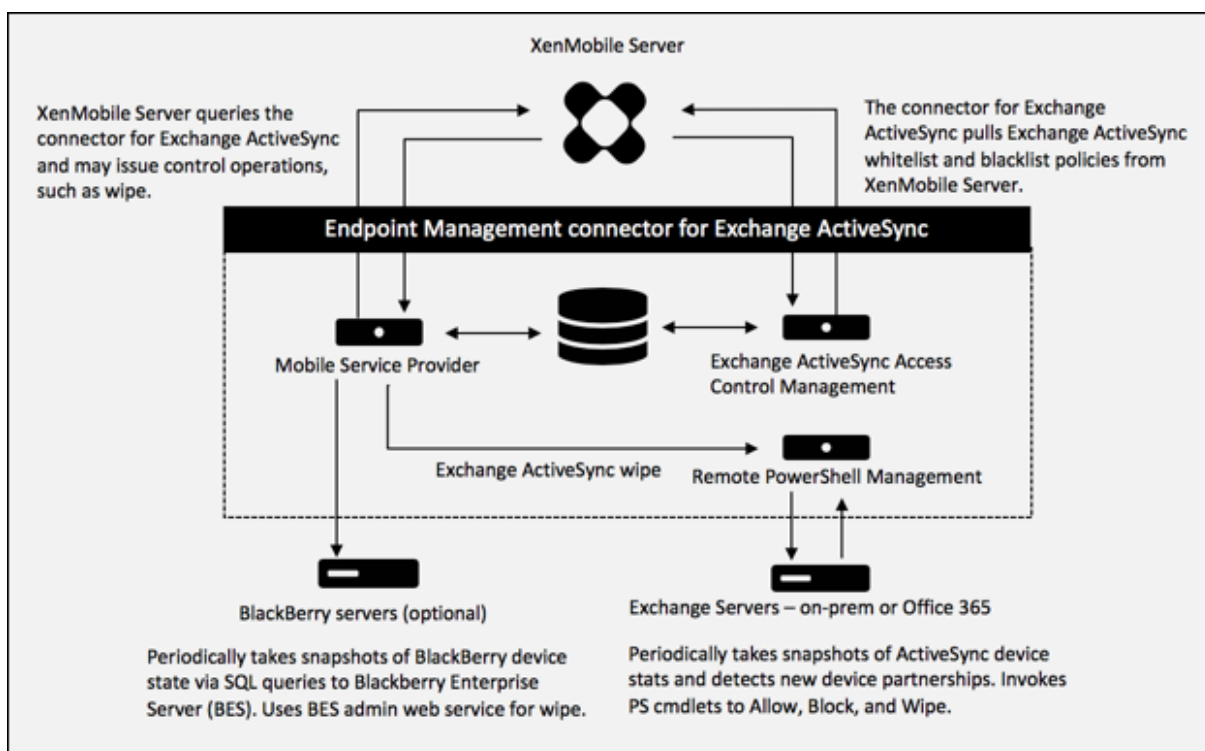 XenMobile Server
XenMobile Server queries the
connector for Exchange ActiveSync
and may issue control operations,
such as wipe.
The connector for Exchange
ActiveSync pulls Exchange ActiveSync
whitelist and blacklist policies from
XenMobile Server.
Endpoint Management connector for Exchange ActiveSync
Mobile Service Provider
Exchange ActiveSync Access
Control Management
Exchange ActiveSync wipe
Remote PowerShell Management
BlackBerry servers (optional)
Periodically takes snapshots of BlackBerry device
state via SQL queries to Blackberry Enterprise
Server (BES). Uses BES admin web service for wipe.
Exchange Servers – on-prem or Office 365
Periodically takes snapshots of ActiveSync device
stats and detects new device partnerships. Invokes
PS cmdlets to Allow, Block, and Wipe.